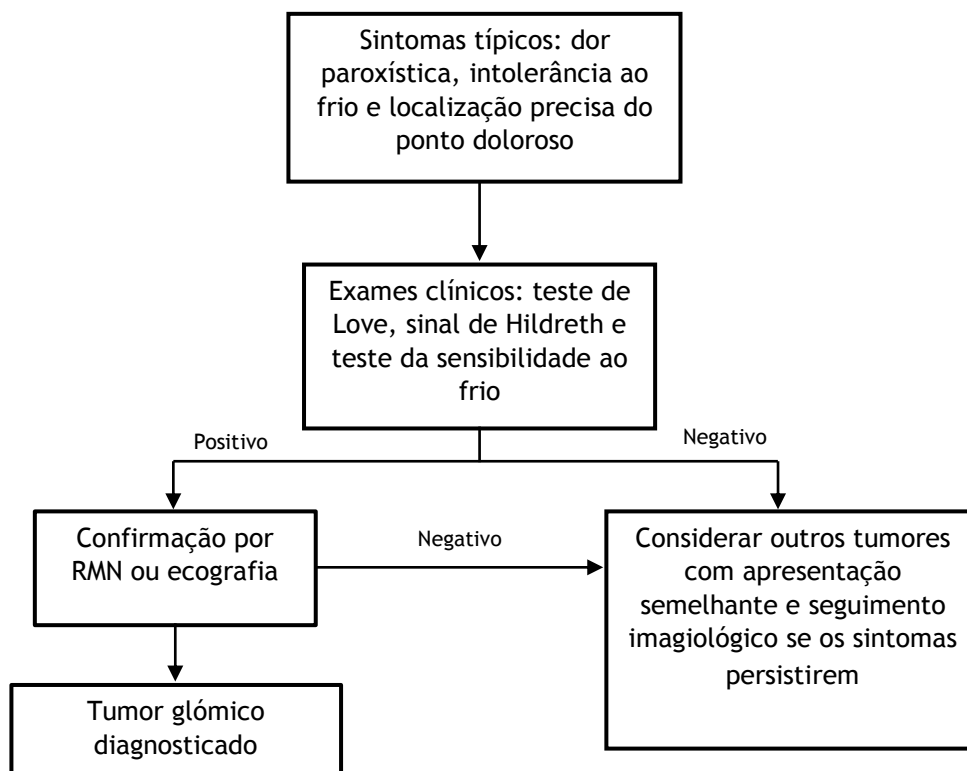 Sintomas típicos: dor
paroxística, intolerância ao
frio e localização precisa do
ponto doloroso
Exames clínicos: teste de
Love, sinal de Hildreth e
teste da sensibilidade ao
frio
Positivo
Negativo
Confirmação por
RMN ou ecografia
Negativo
Considerar outros tumores
com apresentação
semelhante e seguimento
imagiológico se os sintomas
persistirem
Tumor glómico
diagnosticado